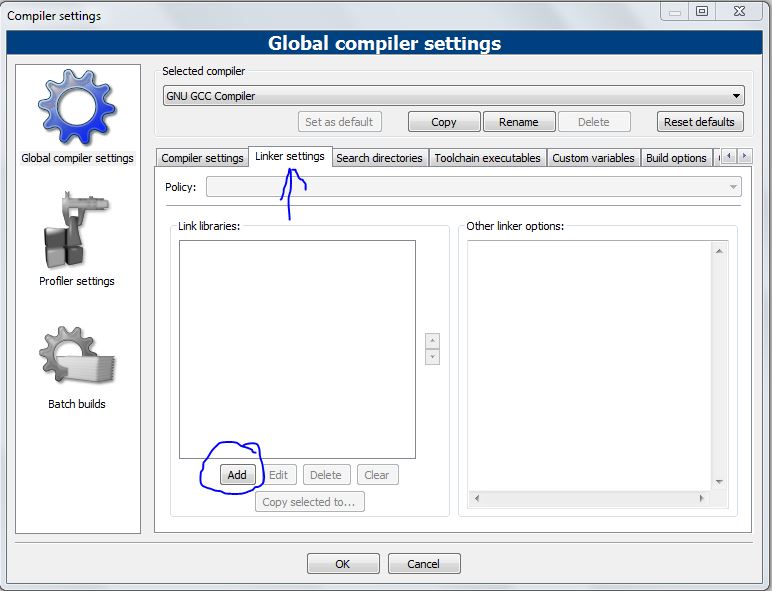 Compiler settings
Global compiler settings
Selected compiler
GNU GCC Compiler
Set as default
Copy
Rename
Delete
Reset defaults
Global compiler settings
Profiler settings
Batch builds
Compiler settings
Linker settings
Search directories
Toolchain executables
Custom variables
Build options
Policy:
Link libraries:
Other linker options:
Add
Edit
Delete
Clear
Copy selected to...
OK
Cancel